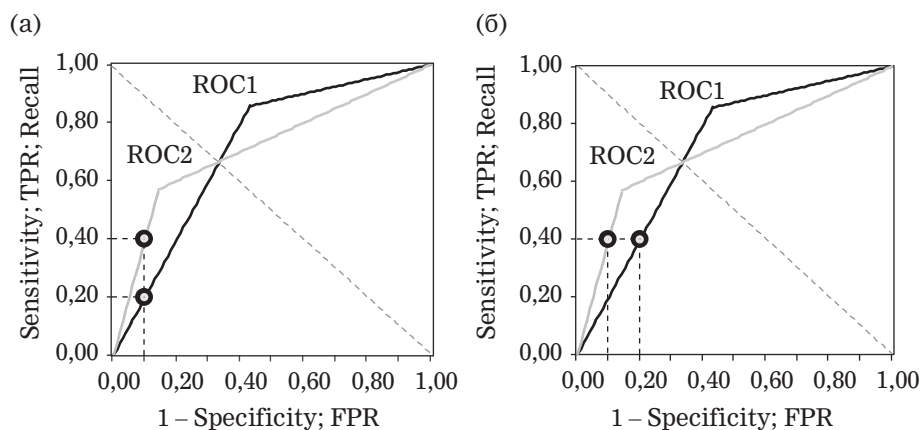 (а)
1,00
0,80
0,60
0,40
0,20
0,00
Sensitivity; TPR; Recall
ROC1
ROC2
0,00 0,20 0,40 0,60 0,80 1,00
1 – Specificity; FPR
(б)
1,00
0,80
0,60
0,40
0,20
0,00
Sensitivity; TPR; Recall
ROC1
ROC2
0,00 0,20 0,40 0,60 0,80 1,00
1 – Specificity; FPR